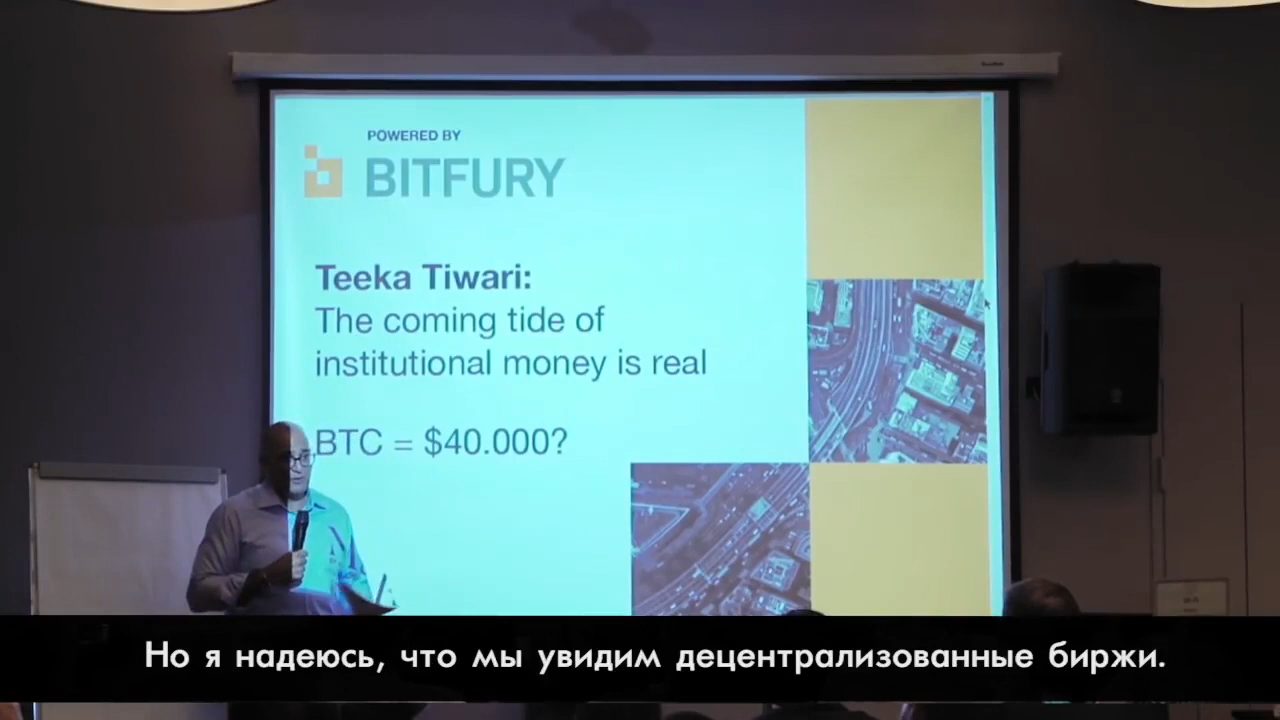 POWERED BY
BITFURY
Teeka Tiwari:
The coming tide of
institutional money is real
BTC = $40.000?
Но я надеюсь, что мы увидим децентрализованные биржи.